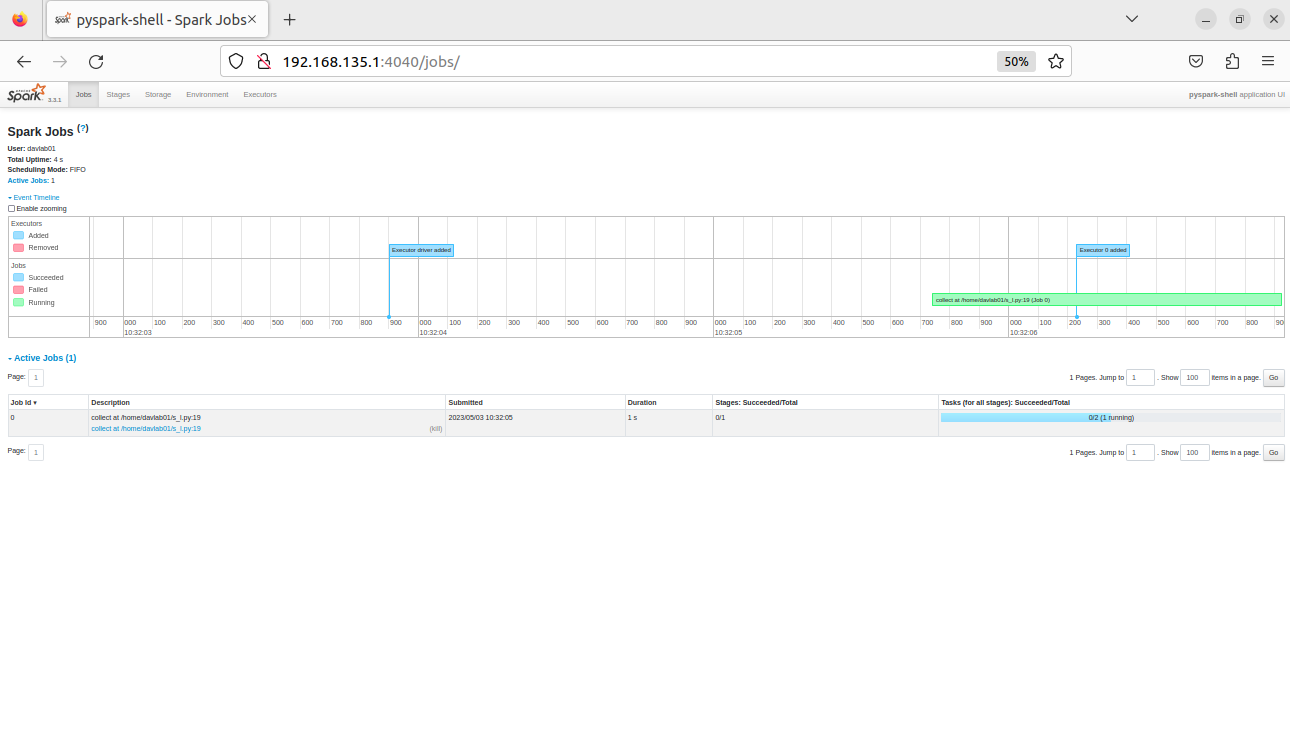 pyspark-shell - Spark Jobs
192.168.135.1:4040/jobs/ 50%
APACHE Spark 3.3.1 Jobs Stages Storage Environment Executors pyspark-shell application UI
Spark Jobs (?)
User: davlab01
Total Uptime: 4 s
Scheduling Mode: FIFO
Active Jobs: 1
Event Timeline
Enable zooming
Executors
Added
Removed
Executor driver added Executor 0 added
Jobs
Succeeded
Failed
Running
collect at /home/davlab01/s_l.py:19 (Job 0)
900 000 100 200 300 400 500 600 700 800 900 000 100 200 300 400 500 600 700 800 900 000 100 200 300 400 500 600 700 800 900 000 100 200 300 400 500 600 700 800 90
10:32:03 10:32:04 10:32:05 10:32:06
Active Jobs (1)
Page: 1 1 Pages. Jump to 1 . Show 100 items in a page. Go
Job Id ▾ Description Submitted Duration Stages: Succeeded/Total Tasks (for all stages): Succeeded/Total
0 collect at /home/davlab01/s_l.py:19 2023/05/03 10:32:05 1 s 0/1 0/2 (1 running)
collect at /home/davlab01/s_l.py:19 (kill)
Page: 1 1 Pages. Jump to 1 . Show 100 items in a page. Go